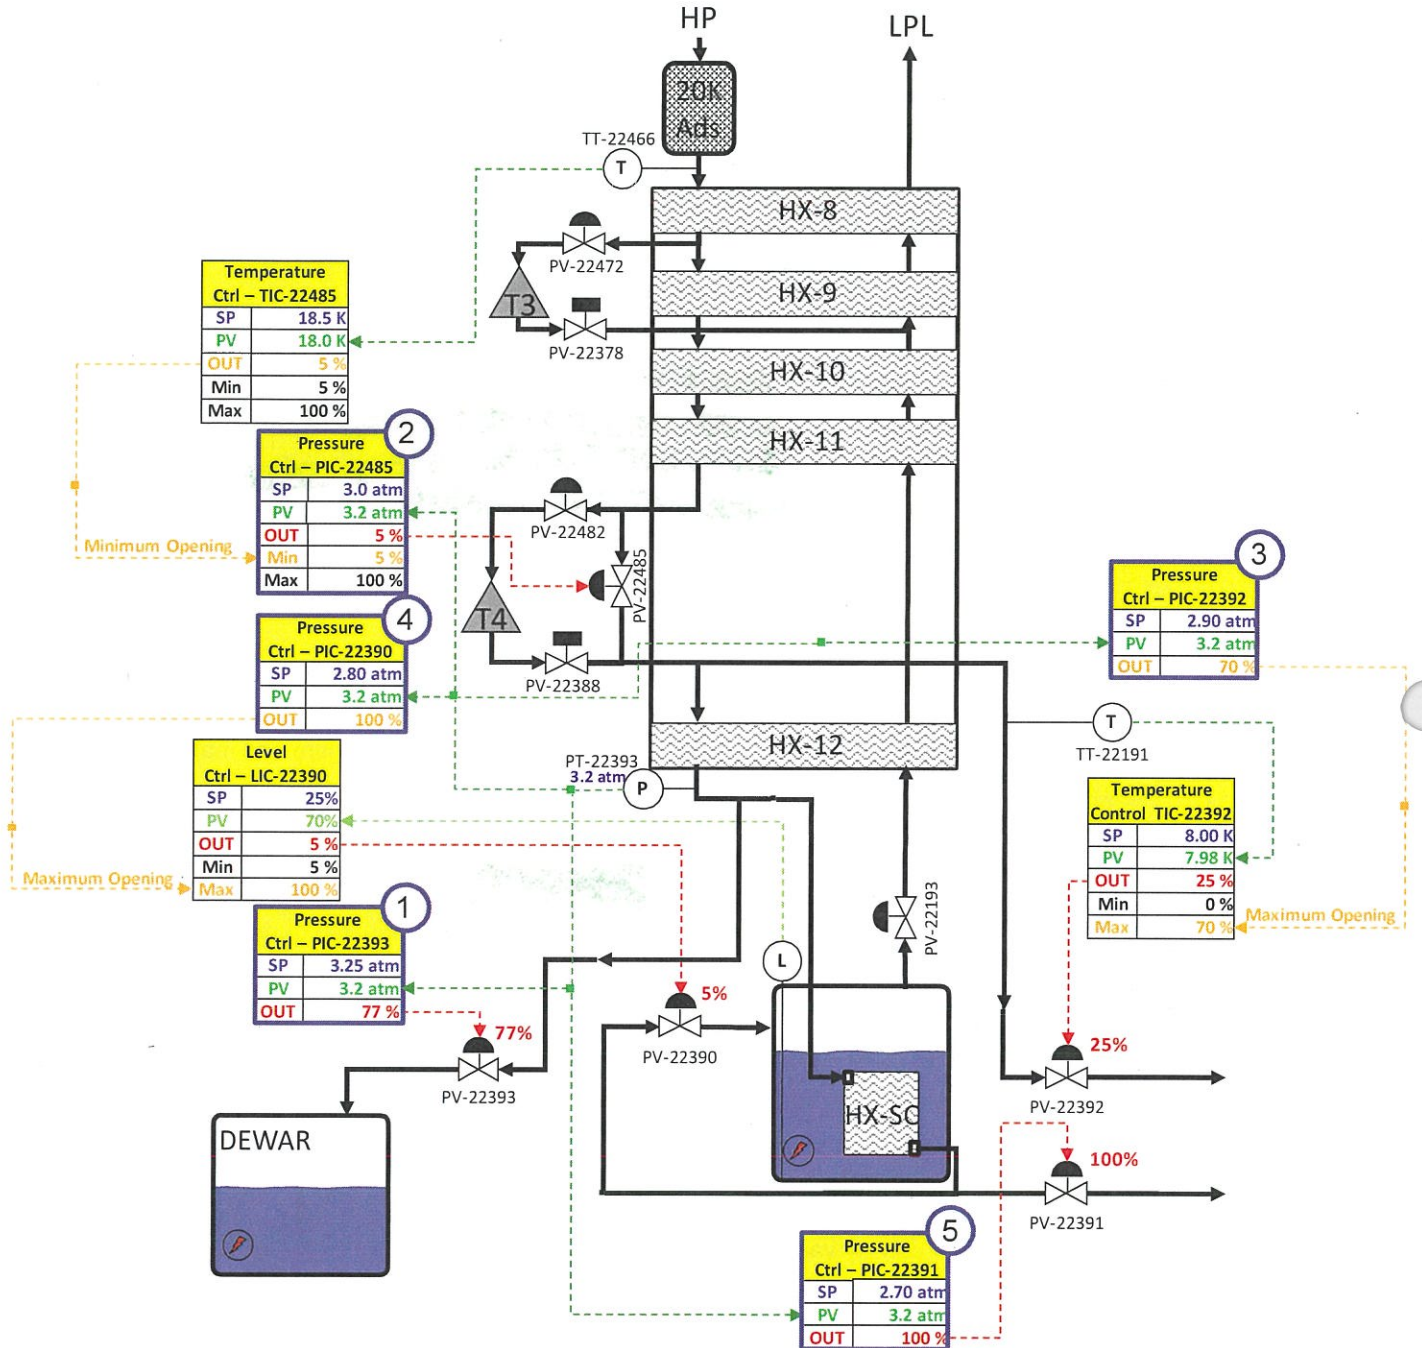 HP
LPL
20K
Ads
TT-22466
T
HX-8
PV-22472
HX-9
T3
PV-22378
HX-10
HX-11
Temperature
Ctrl – TIC-22485
SP 18.5 K
PV 18.0 K
OUT 5 %
Min 5 %
Max 100 %
2
Pressure
Ctrl – PIC-22485
SP 3.0 atm
PV 3.2 atm
OUT 5 %
Min 5 %
Max 100 %
Minimum Opening
PV-22482
PV-22485
T4
PV-22388
3
Pressure
Ctrl – PIC-22392
SP 2.90 atm
PV 3.2 atm
OUT 70 %
4
Pressure
Ctrl – PIC-22390
SP 2.80 atm
PV 3.2 atm
OUT 100 %
HX-12
T
TT-22191
PT-22393
3.2 atm
P
Level
Ctrl – LIC-22390
SP 25%
PV 70%
OUT 5 %
Min 5 %
Max 100 %
Maximum Opening
Temperature
Control TIC-22392
SP 8.00 K
PV 7.98 K
OUT 25 %
Min 0 %
Max 70 %
Maximum Opening
1
Pressure
Ctrl – PIC-22393
SP 3.25 atm
PV 3.2 atm
OUT 77 %
PV-22193
L
77%
PV-22393
5%
PV-22390
25%
PV-22392
HX-SC
DEWAR
100%
PV-22391
5
Pressure
Ctrl – PIC-22391
SP 2.70 atm
PV 3.2 atm
OUT 100 %